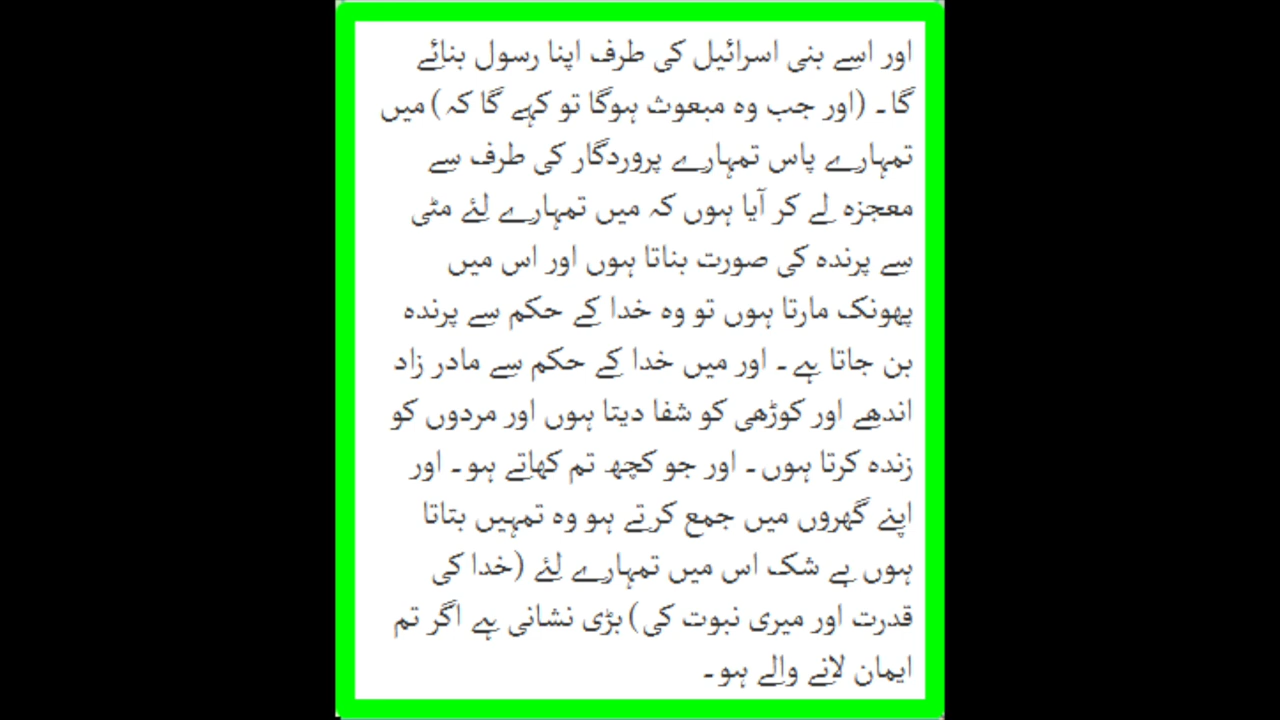 اور اسے بنی اسرائیل کی طرف اپنا رسول بنائے
گا۔ (اور جب وہ مبعوث ہوگا تو کہے گا کہ) میں
تمہارے پاس تمہارے پروردگار کی طرف سے
معجزہ لے کر آیا ہوں کہ میں تمہارے لئے مٹی
سے پرندہ کی صورت بناتا ہوں اور اس میں
پھونک مارتا ہوں تو وہ خدا کے حکم سے پرندہ
بن جاتا ہے۔ اور میں خدا کے حکم سے مادر زاد
اندھے اور کوڑھی کو شفا دیتا ہوں اور مردوں کو
زندہ کرتا ہوں۔ اور جو کچھ تم کھاتے ہو۔ اور
اپنے گھروں میں جمع کرتے ہو وہ تمہیں بتاتا
ہوں بے شک اس میں تمہارے لئے (خدا کی
قدرت اور میری نبوت کی) بڑی نشانی ہے اگر تم
ایمان لانے والے ہو۔